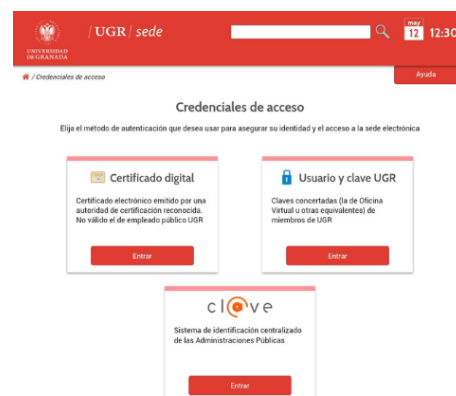 UNIVERSIDAD
DE GRANADA
/ UGR / sede
may
12
12:30
/ Credenciales de acceso
Ayuda
Credenciales de acceso
Elija el método de autenticación que desea usar para asegurar su identidad y el acceso a la sede electrónica
Certificado digital
Certificado electrónico emitido por una
autoridad de certificación reconocida.
No válido el de empleado público UGR
Entrar
Usuario y clave UGR
Claves concertadas (la de Oficina
Virtual u otras equivalentes) de
miembros de UGR
Entrar
cl@ve
Sistema de identificación centralizado
de las Administraciones Públicas
Entrar